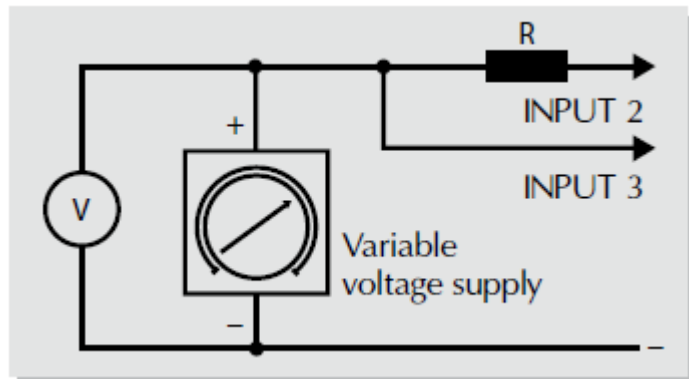 R
INPUT 2
+
INPUT 3
V
Variable
voltage supply
–
–